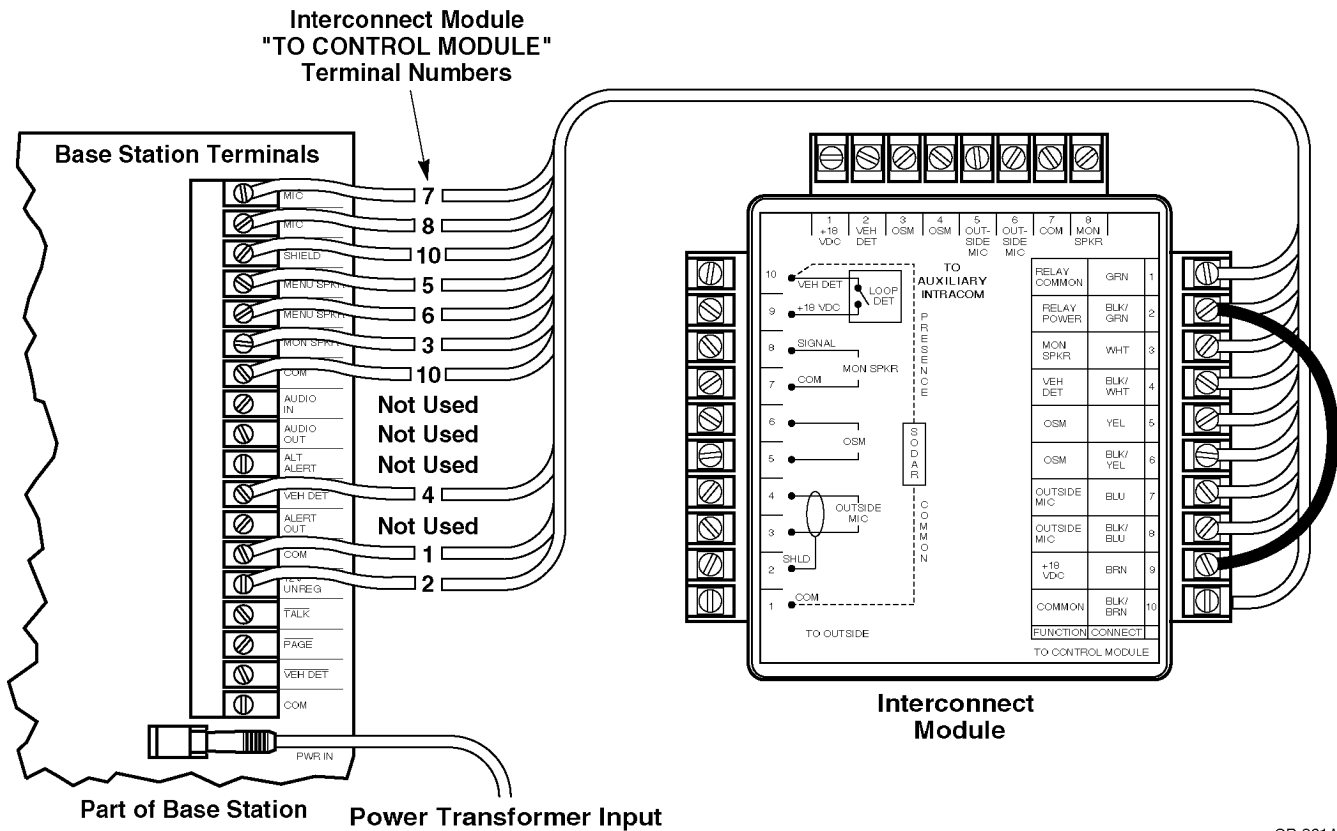 Interconnect Module
"TO CONTROL MODULE"
Terminal Numbers
Base Station Terminals
MIC
7
MIC
8
SHIELD
10
MENU SPKR
5
MENU SPKR
6
MON SPKR
3
COM
10
AUDIO
IN
Not Used
AUDIO
OUT
Not Used
ALT
ALERT
Not Used
VEH DET
4
ALERT
OUT
Not Used
COM
1
UNREG
2
TALK
PAGE
VEH DET
COM
PWR IN
Part of Base Station
Power Transformer Input
1
+18
VDC
2
VEH
DET
3
OSM
4
OSM
5
OUT-
SIDE
MIC
6
OUT-
SIDE
MIC
7
COM
8
MON
SPKR
TO
AUXILIARY
INTRACOM
10
VEH DET
LOOP
DET
9
+18 VDC
8
SIGNAL
MON SPKR
7
COM
6
OSM
5
4
OUTSIDE
MIC
3
SHLD
2
COM
1
TO OUTSIDE
PRESENCE
SODAR
COMMON
RELAY
COMMON
GRN
1
RELAY
POWER
BLK/
GRN
2
MON
SPKR
WHT
3
VEH
DET
BLK/
WHT
4
OSM
YEL
5
OSM
BLK/
YEL
6
OUTSIDE
MIC
BLU
7
OUTSIDE
MIC
BLK/
BLU
8
+18
VDC
BRN
9
COMMON
BLK/
BRN
10
FUNCTION CONNECT
TO CONTROL MODULE
Interconnect
Module